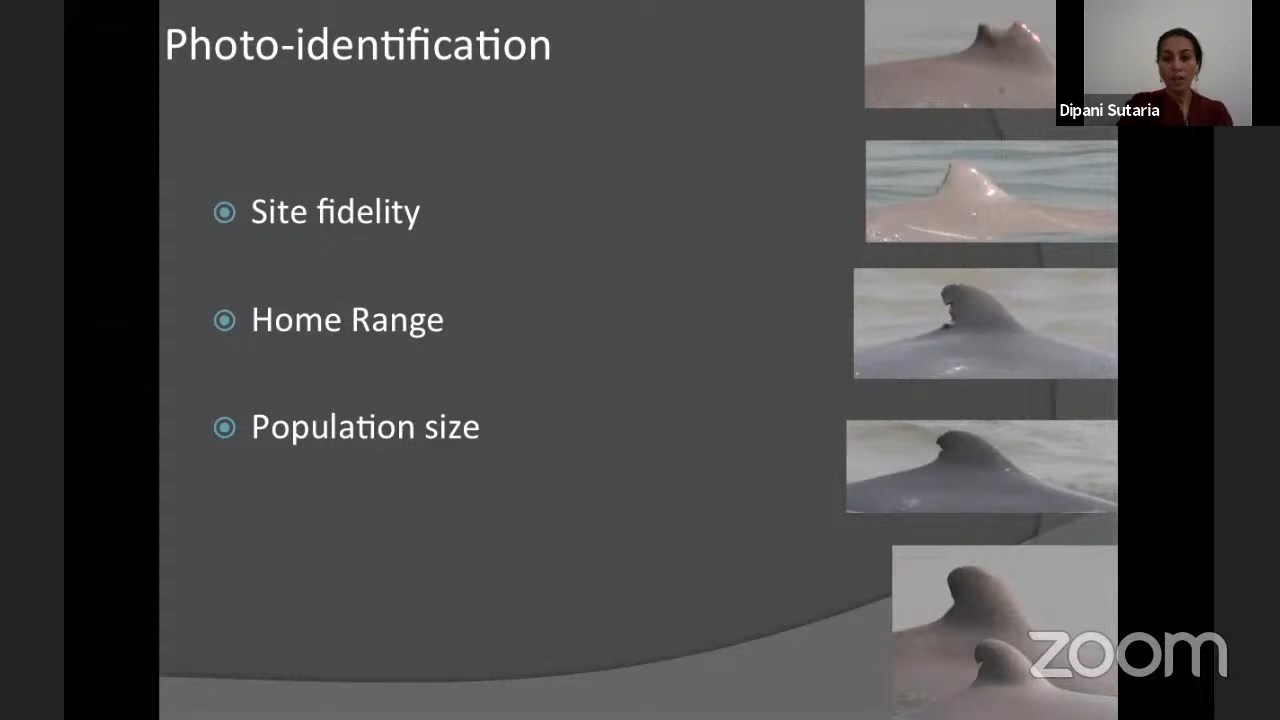 Photo-identification
Dipani Sutaria
Site fidelity
Home Range
Population size
zoom